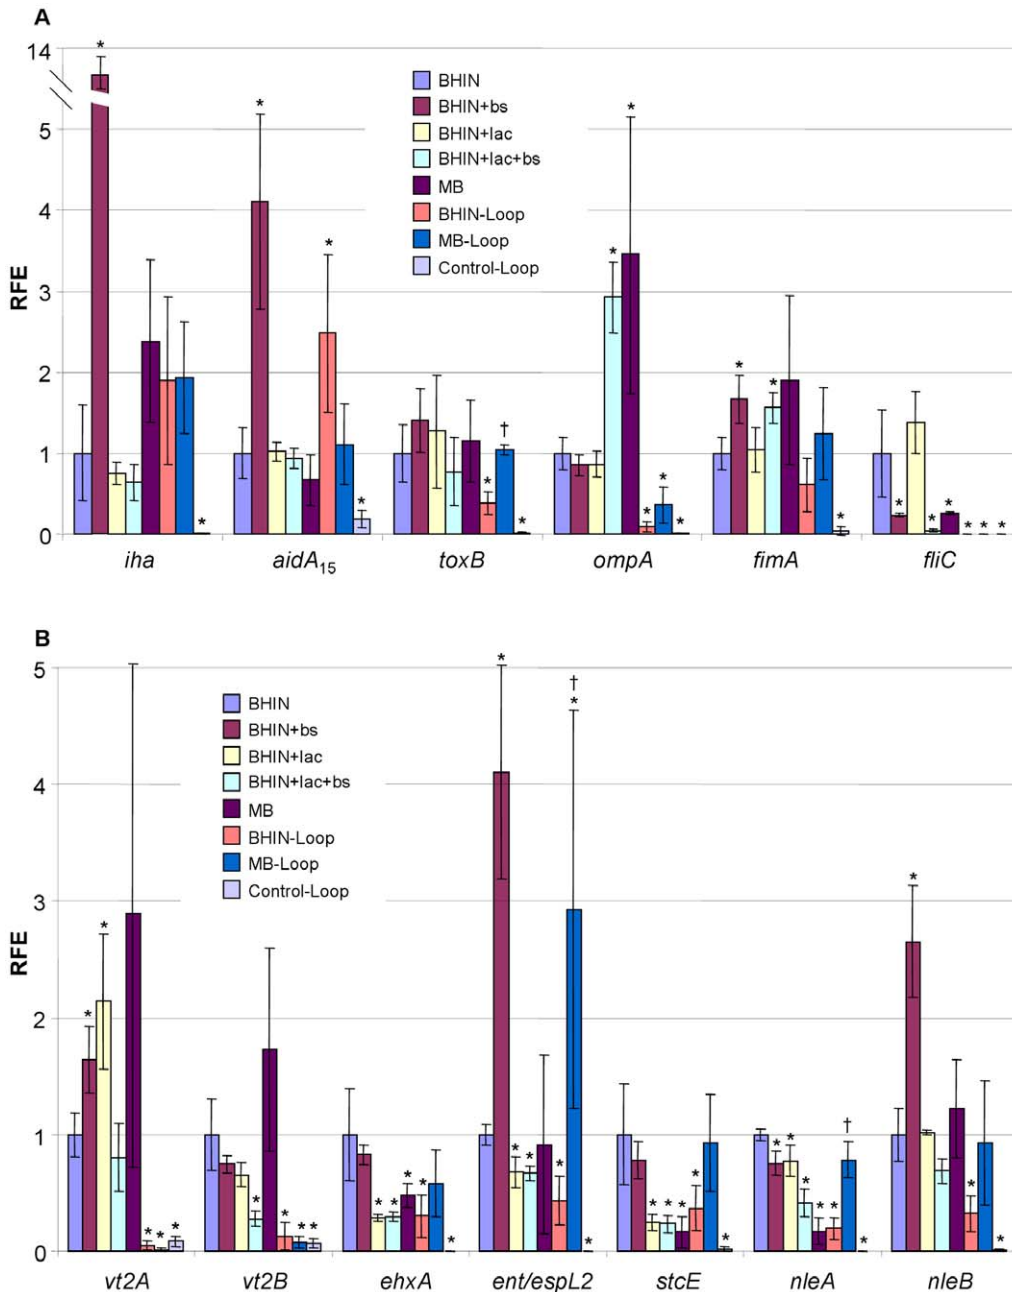 A
14
5
4
3
2
1
0
RFE
BHIN
BHIN+bs
BHIN+lac
BHIN+lac+bs
MB
BHIN-Loop
MB-Loop
Control-Loop
* * * * * * * † * * * * * * * * * * * * * *
iha aidA15 toxB ompA fimA fliC
B
5
4
3
2
1
0
RFE
BHIN
BHIN+bs
BHIN+lac
BHIN+lac+bs
MB
BHIN-Loop
MB-Loop
Control-Loop
vt2A vt2B ehxA ent/espL2 stcE nleA nleB